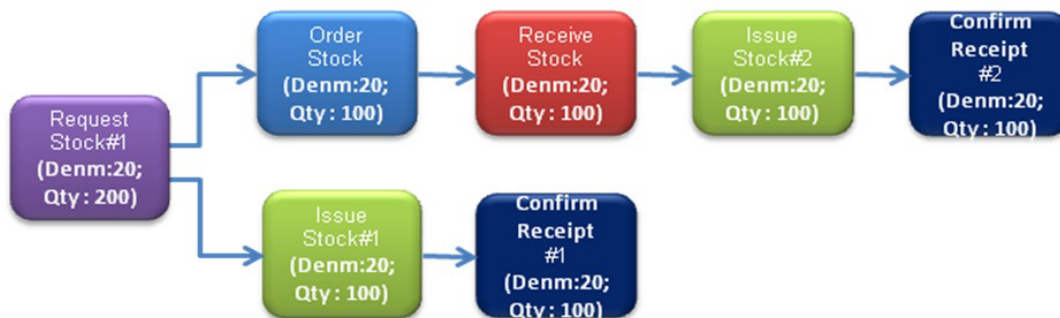 Order
Stock
(Denm:20;
Qty : 100)
Receive
Stock
(Denm:20;
Qty : 100)
Issue
Stock#2
(Denm:20;
Qty : 100)
Confirm
Receipt
#2
(Denm:20;
Qty : 100)
Request
Stock#1
(Denm:20;
Qty : 200)
Issue
Stock#1
(Denm:20;
Qty : 100)
Confirm
Receipt
#1
(Denm:20;
Qty : 100)